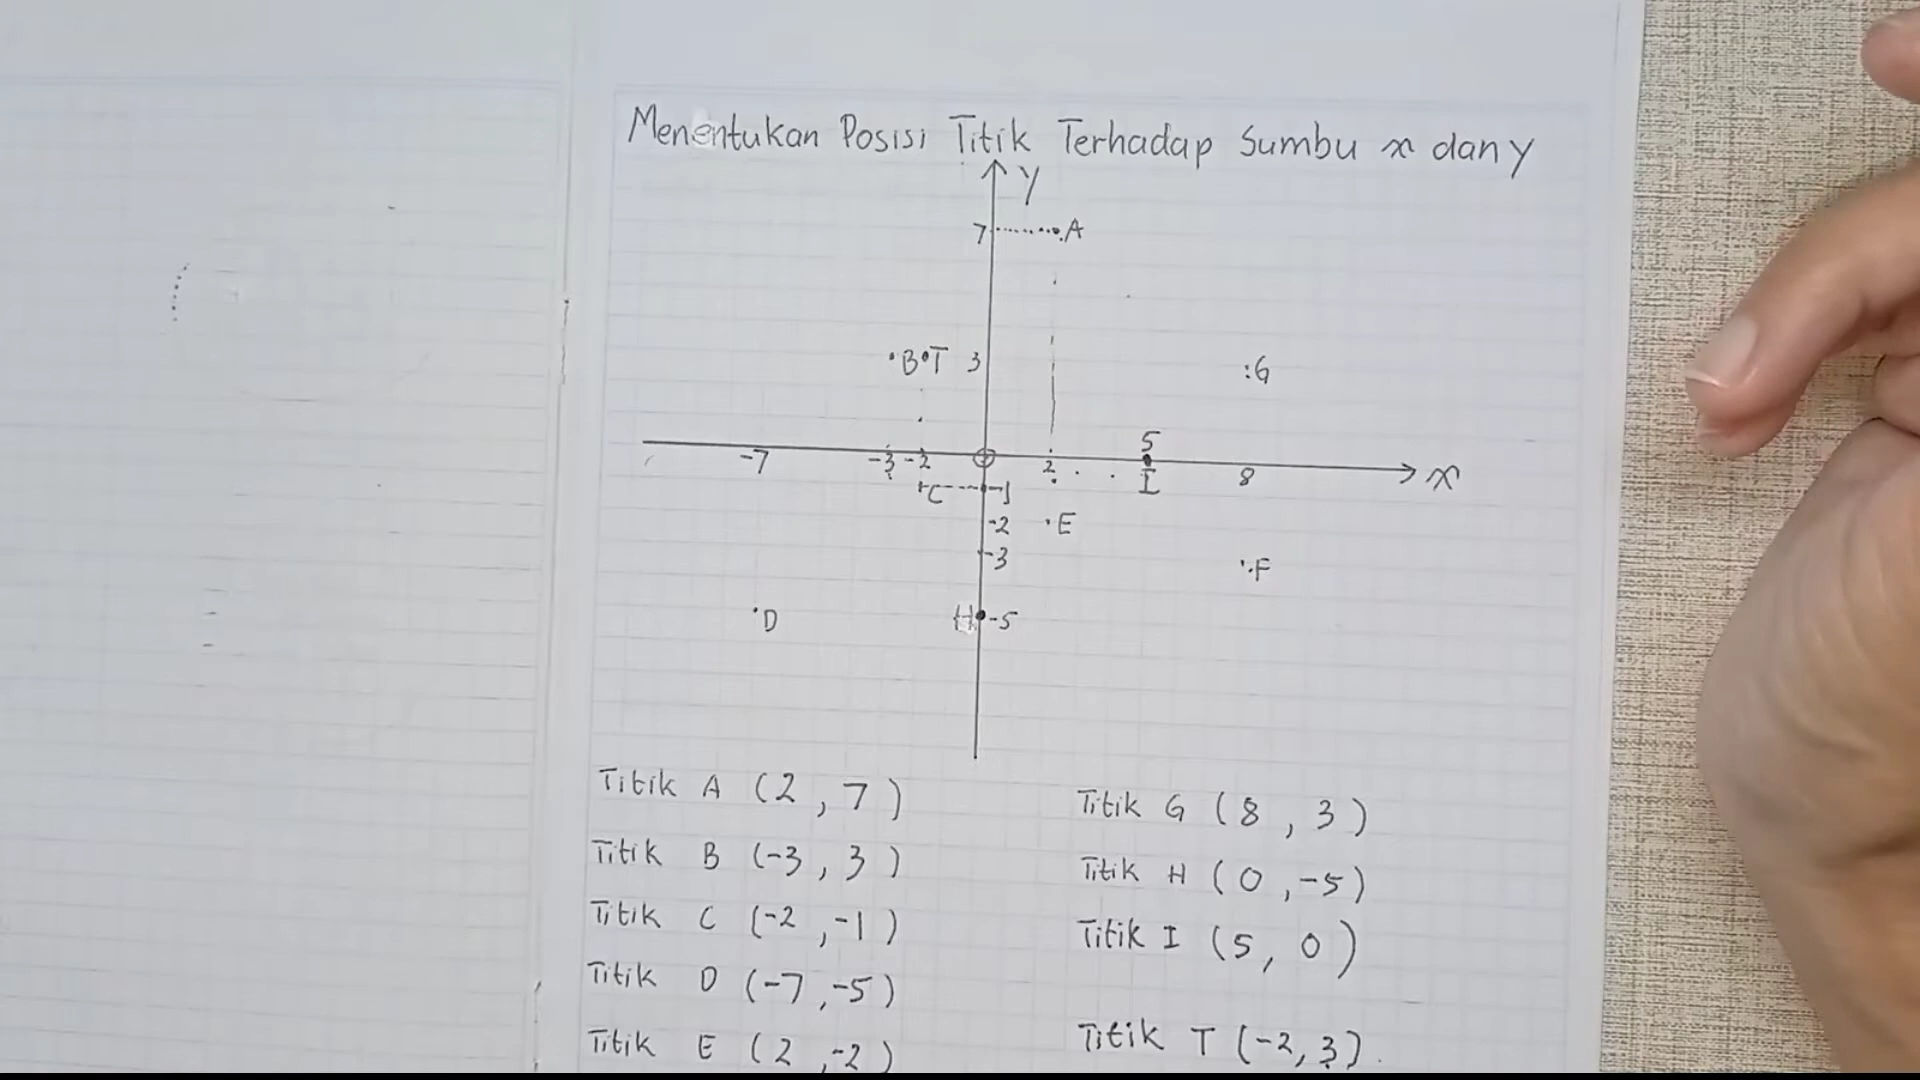 Menentukan Posisi Titik Terhadap Sumbu x dan y
Y
7 A
B T 3 G
5
-7 -3 -2 0 2 I 8 x
C -1
-2 E
-3
F
D H -5
Titik A (2, 7)
Titik B (-3, 3)
Titik C (-2, -1)
Titik D (-7, -5)
Titik E (2, -2)
Titik G (8, 3)
Titik H (0, -5)
Titik I (5, 0)
Titik T (-2, 3).